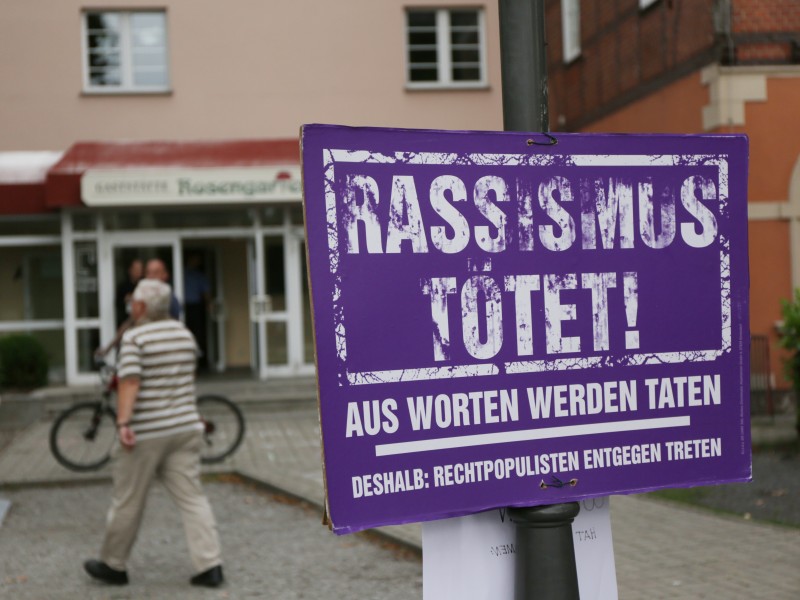 Rosengarten
RASSISMUS
TÖTET!
AUS WORTEN WERDEN TATEN
DESHALB: RECHTPOPULISTEN ENTGEGEN TRETEN